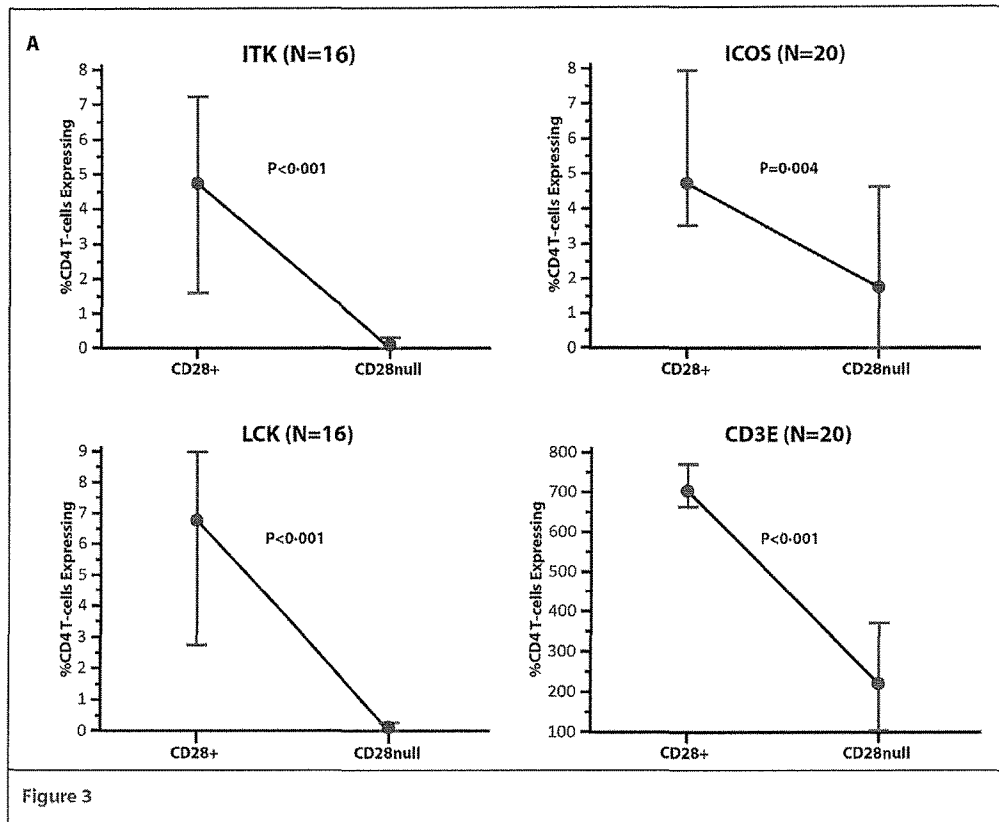 A
ITK (N=16)
8
7
6
5
4
3
2
1
0
%CD4 T-cells Expressing
P<0·001
CD28+
CD28null
ICOS (N=20)
8
7
6
5
4
3
2
1
0
%CD4 T-cells Expressing
P=0·004
CD28+
CD28null
LCK (N=16)
9
8
7
6
5
4
3
2
1
0
%CD4 T-cells Expressing
P<0·001
CD28+
CD28null
CD3E (N=20)
800
700
600
500
400
300
200
100
%CD4 T-cells Expressing
P<0·001
CD28+
CD28null
Figure 3